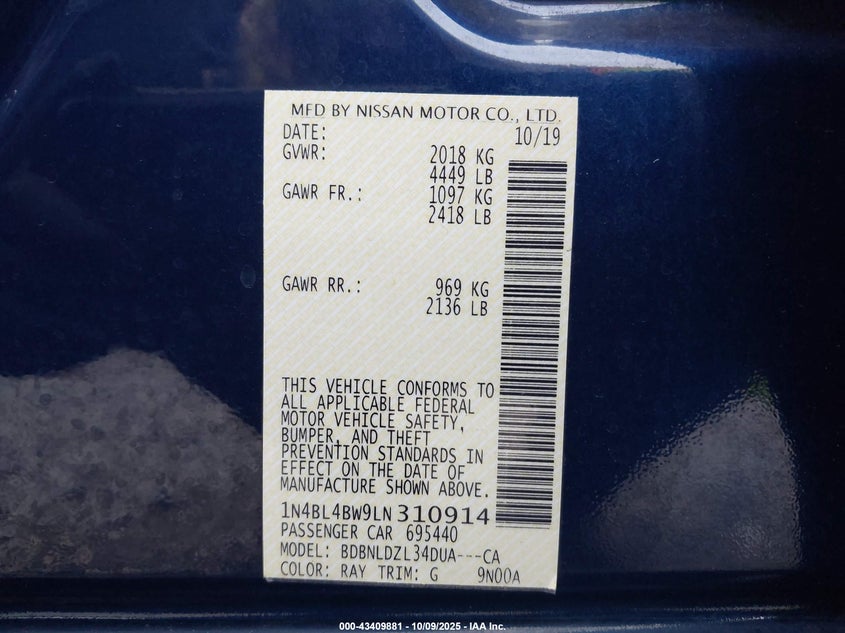 MFD BY NISSAN MOTOR CO., LTD.
DATE: 10/19
GVWR: 2018 KG
4449 LB
GAWR FR.: 1097 KG
2418 LB
GAWR RR.: 969 KG
2136 LB
THIS VEHICLE CONFORMS TO
ALL APPLICABLE FEDERAL
MOTOR VEHICLE SAFETY,
BUMPER, AND THEFT
PREVENTION STANDARDS IN
EFFECT ON THE DATE OF
MANUFACTURE SHOWN ABOVE.
1N4BL4BW9LN310914
PASSENGER CAR 695440
MODEL: BDBNLDZL34DUA---CA
COLOR: RAY TRIM: G 9N00A
000-43409881 - 10/09/2025 - IAA Inc.